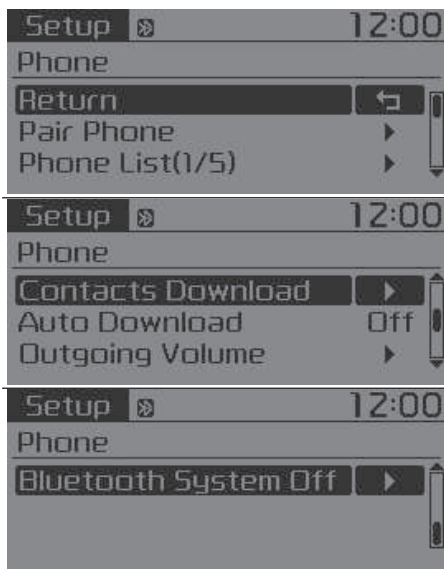 Setup 12:00
Phone
Return
Pair Phone
Phone List(1/5)
Setup 12:00
Phone
Contacts Download
Auto Download Off
Outgoing Volume
Setup 12:00
Phone
Bluetooth System Off